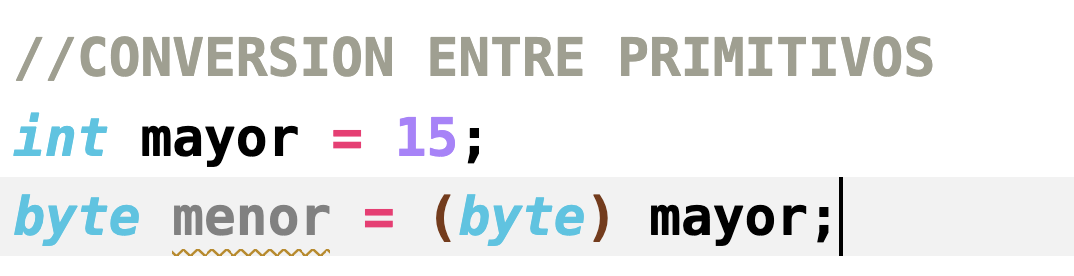 //CONVERSION ENTRE PRIMITIVOS
int mayor = 15;
byte menor = (byte) mayor;